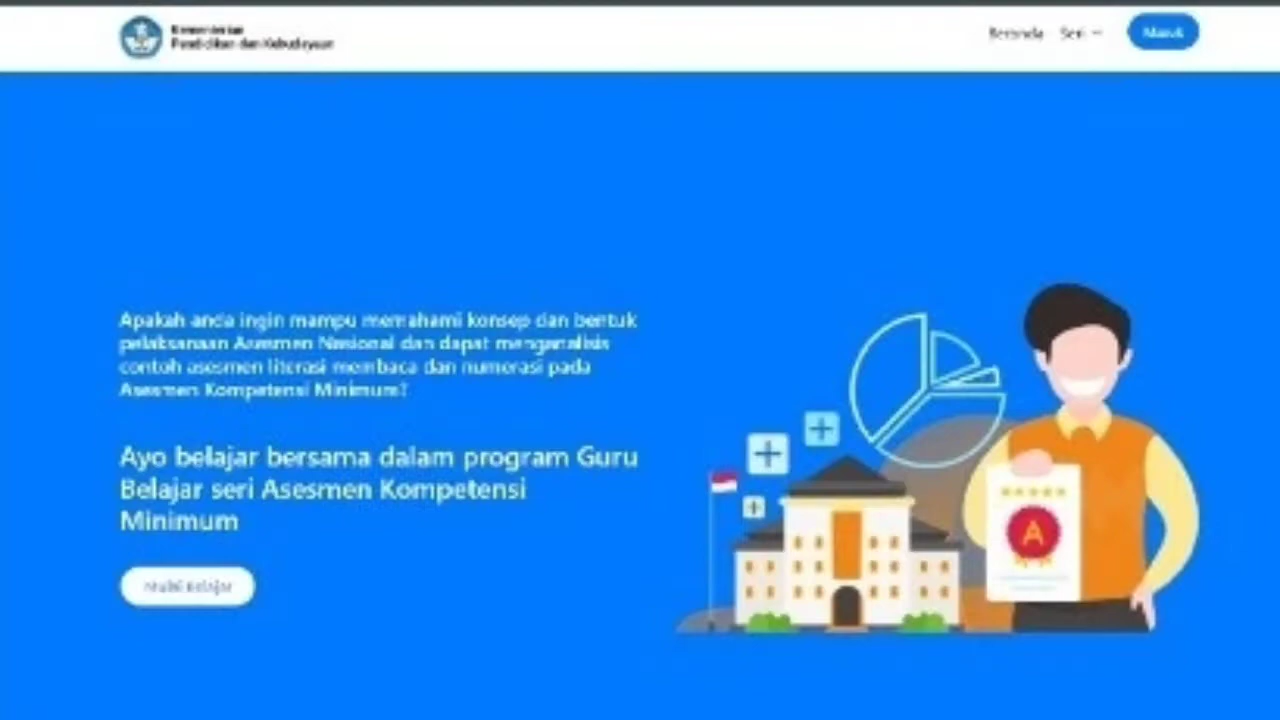 Kementerian
Pendidikan dan Kebudayaan
Beranda Seri Masuk
Apakah anda ingin mampu memahami konsep dan bentuk
pelaksanaan Asesmen Nasional dan dapat menganalisis
contoh asesmen literasi membaca dan numerasi pada
Asesmen Kompetensi Minimum?
Ayo belajar bersama dalam program Guru
Belajar seri Asesmen Kompetensi
Minimum
Mulai Belajar
A